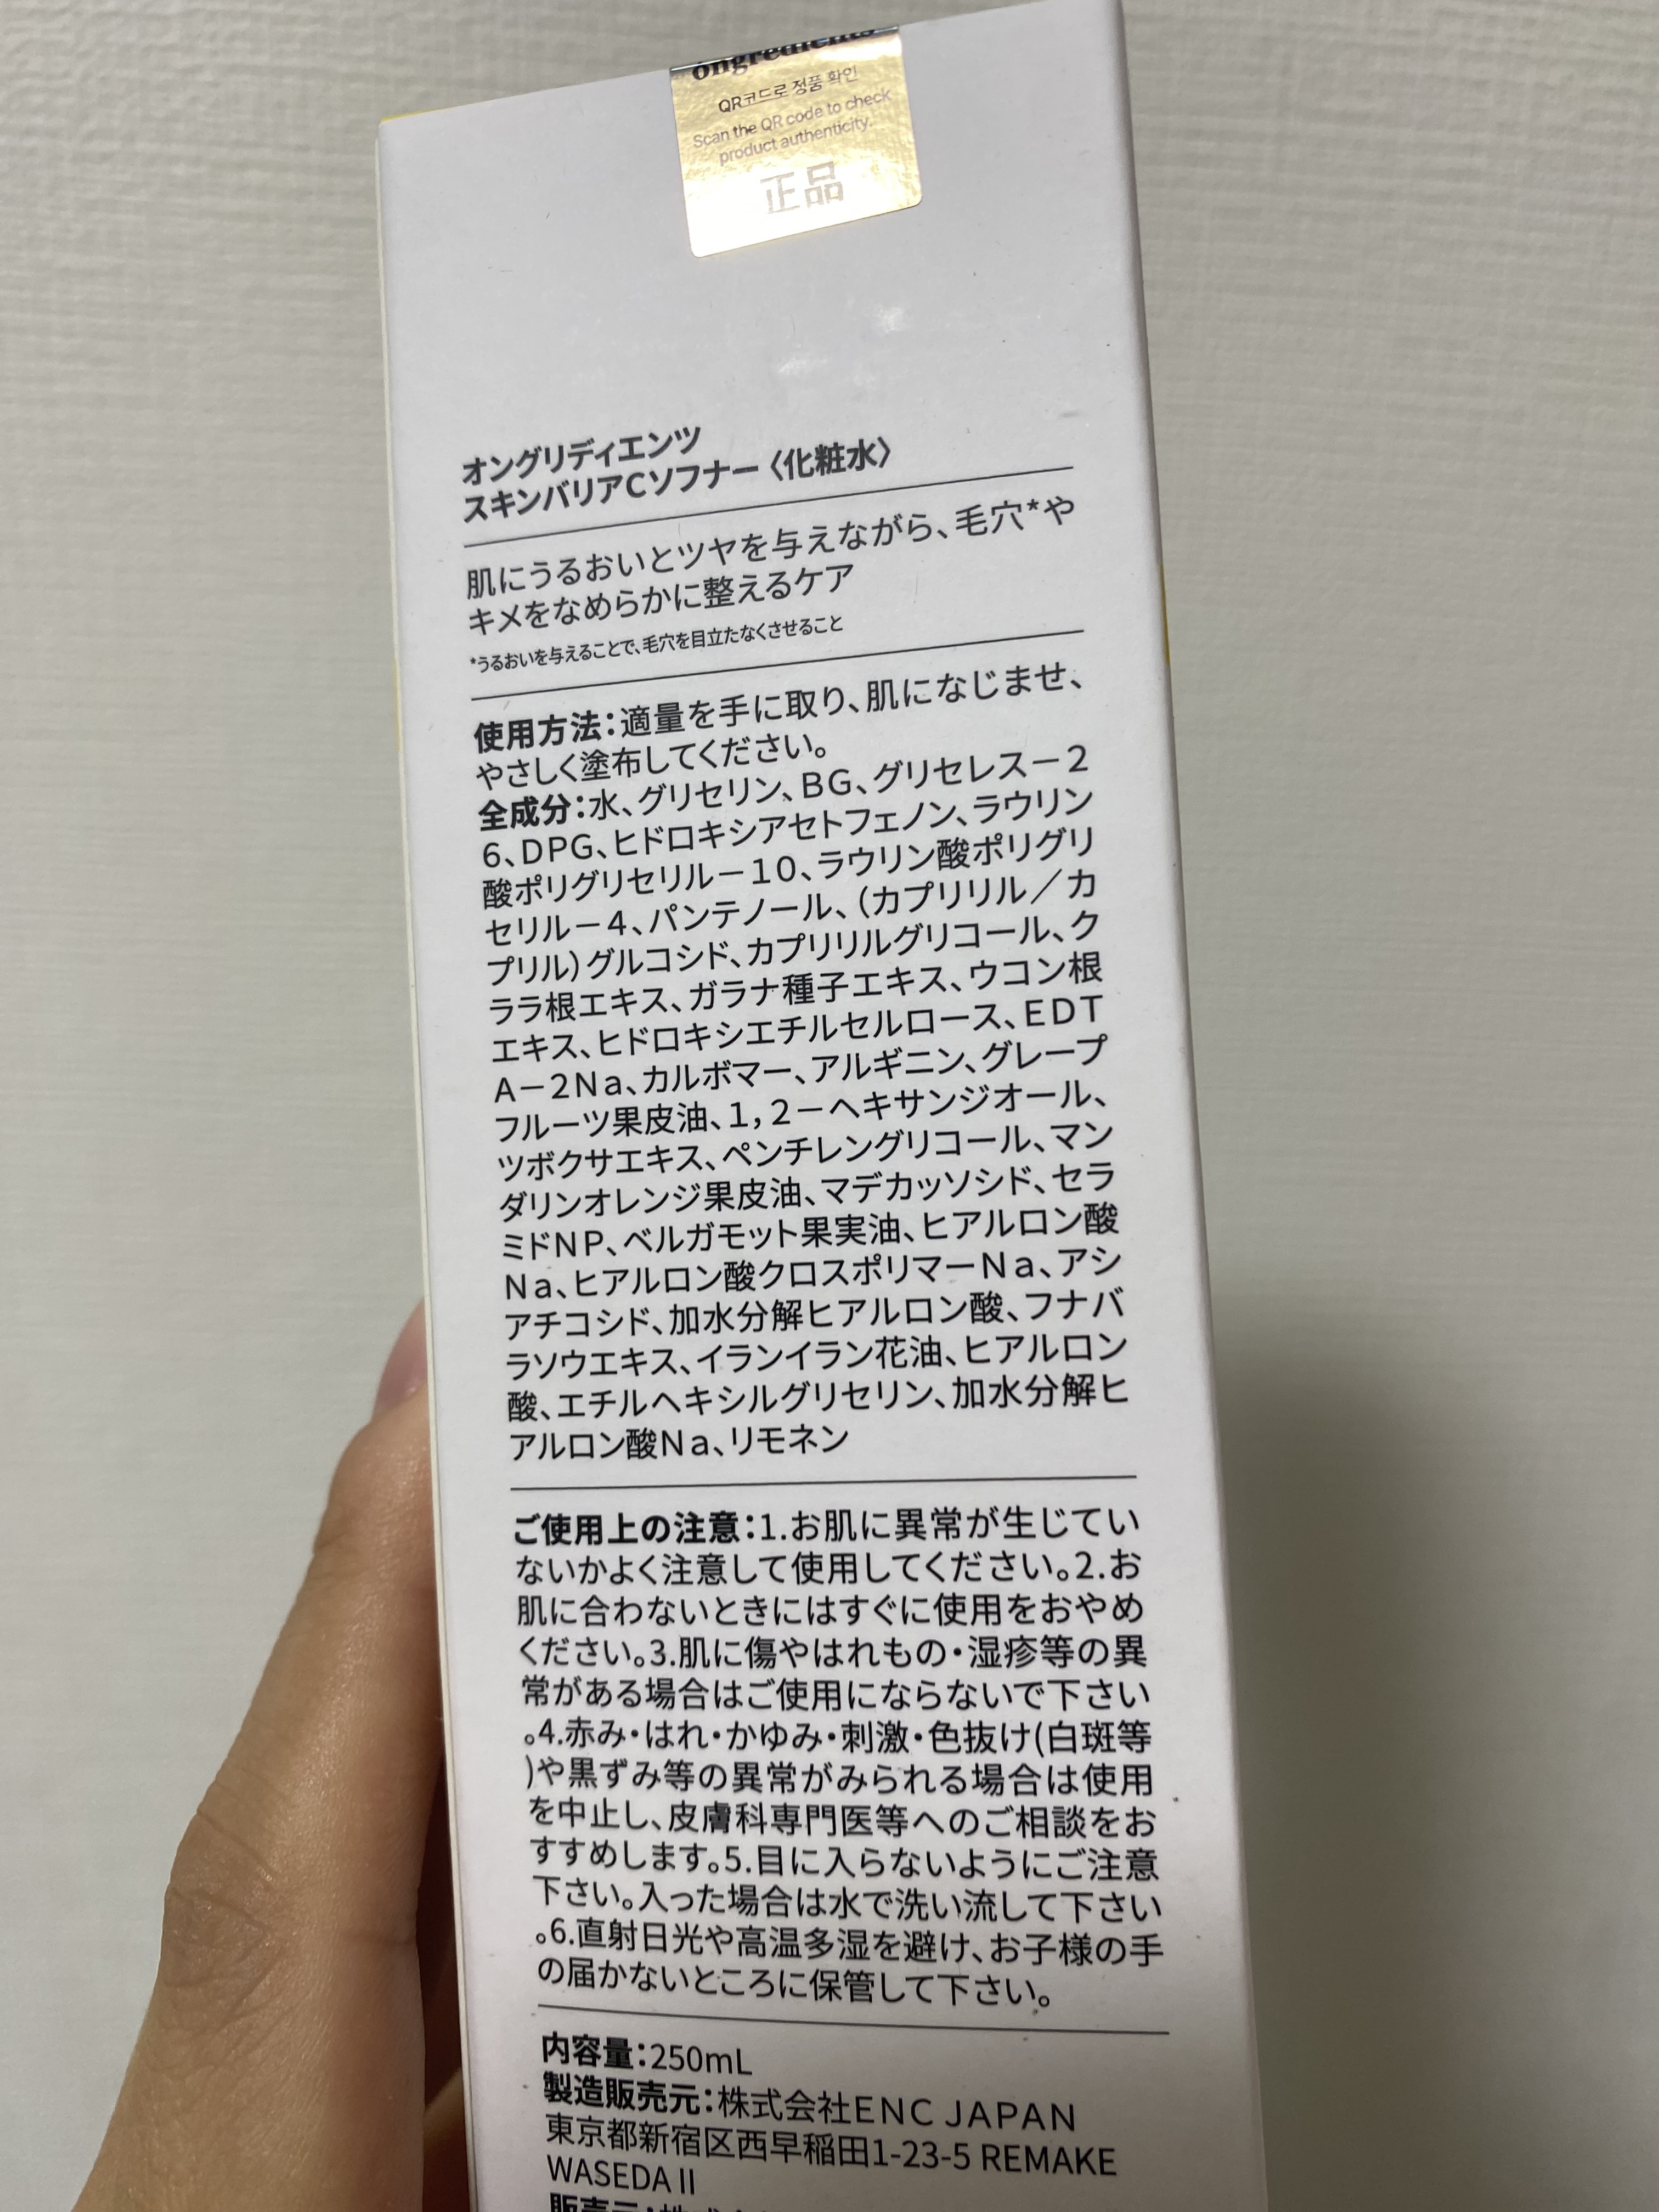 ongredients
QR코드로 정품 확인
Scan the QR code to check
product authenticity.
正品
オングリディエンツ
スキンバリアCソフナー〈化粧水〉
肌にうるおいとツヤを与えながら、毛穴*や
キメをなめらかに整えるケア
*うるおいを与えることで、毛穴を目立たなくさせること
使用方法：適量を手に取り、肌になじませ、
やさしく塗布してください。
全成分：水、グリセリン、BG、グリセレス－2
6、DPG、ヒドロキシアセトフェノン、ラウリン
酸ポリグリセリル－10、ラウリン酸ポリグリ
セリル－4、パンテノール、（カプリリル／カ
プリル）グルコシド、カプリリルグリコール、ク
ララ根エキス、ガラナ種子エキス、ウコン根
エキス、ヒドロキシエチルセルロース、EDT
A－2Na、カルボマー、アルギニン、グレープ
フルーツ果皮油、1，2－ヘキサンジオール、
ツボクサエキス、ペンチレングリコール、マン
ダリンオレンジ果皮油、マデカッソシド、セラ
ミドNP、ベルガモット果実油、ヒアルロン酸
Na、ヒアルロン酸クロスポリマーNa、アシ
アチコシド、加水分解ヒアルロン酸、フナバ
ラソウエキス、イランイラン花油、ヒアルロン
酸、エチルヘキシルグリセリン、加水分解ヒ
アルロン酸Na、リモネン
ご使用上の注意：1.お肌に異常が生じてい
ないかよく注意して使用してください。2.お
肌に合わないときにはすぐに使用をおやめ
ください。3.肌に傷やはれもの・湿疹等の異
常がある場合はご使用にならないで下さい
。4.赤み・はれ・かゆみ・刺激・色抜け(白斑等
)や黒ずみ等の異常がみられる場合は使用
を中止し、皮膚科専門医等へのご相談をお
すすめします。5.目に入らないようにご注意
下さい。入った場合は水で洗い流して下さい
。6.直射日光や高温多湿を避け、お子様の手
の届かないところに保管して下さい。
内容量：250mL
製造販売元：株式会社ENC JAPAN
東京都新宿区西早稲田1-23-5 REMAKE
WASEDA II
販売元：株式